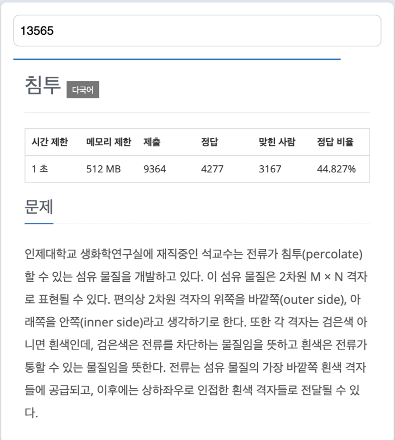 13565
침투 다국어
시간 제한 메모리 제한 제출 정답 맞힌 사람 정답 비율
1 초 512 MB 9364 4277 3167 44.827%
문제
인제대학교 생화학연구실에 재직중인 석교수는 전류가 침투(percolate)
할 수 있는 섬유 물질을 개발하고 있다. 이 섬유 물질은 2차원 M × N 격자
로 표현될 수 있다. 편의상 2차원 격자의 위쪽을 바깥쪽(outer side), 아
래쪽을 안쪽(inner side)라고 생각하기로 한다. 또한 각 격자는 검은색 아
니면 흰색인데, 검은색은 전류를 차단하는 물질임을 뜻하고 흰색은 전류가
통할 수 있는 물질임을 뜻한다. 전류는 섬유 물질의 가장 바깥쪽 흰색 격자
들에 공급되고, 이후에는 상하좌우로 인접한 흰색 격자들로 전달될 수 있
다.